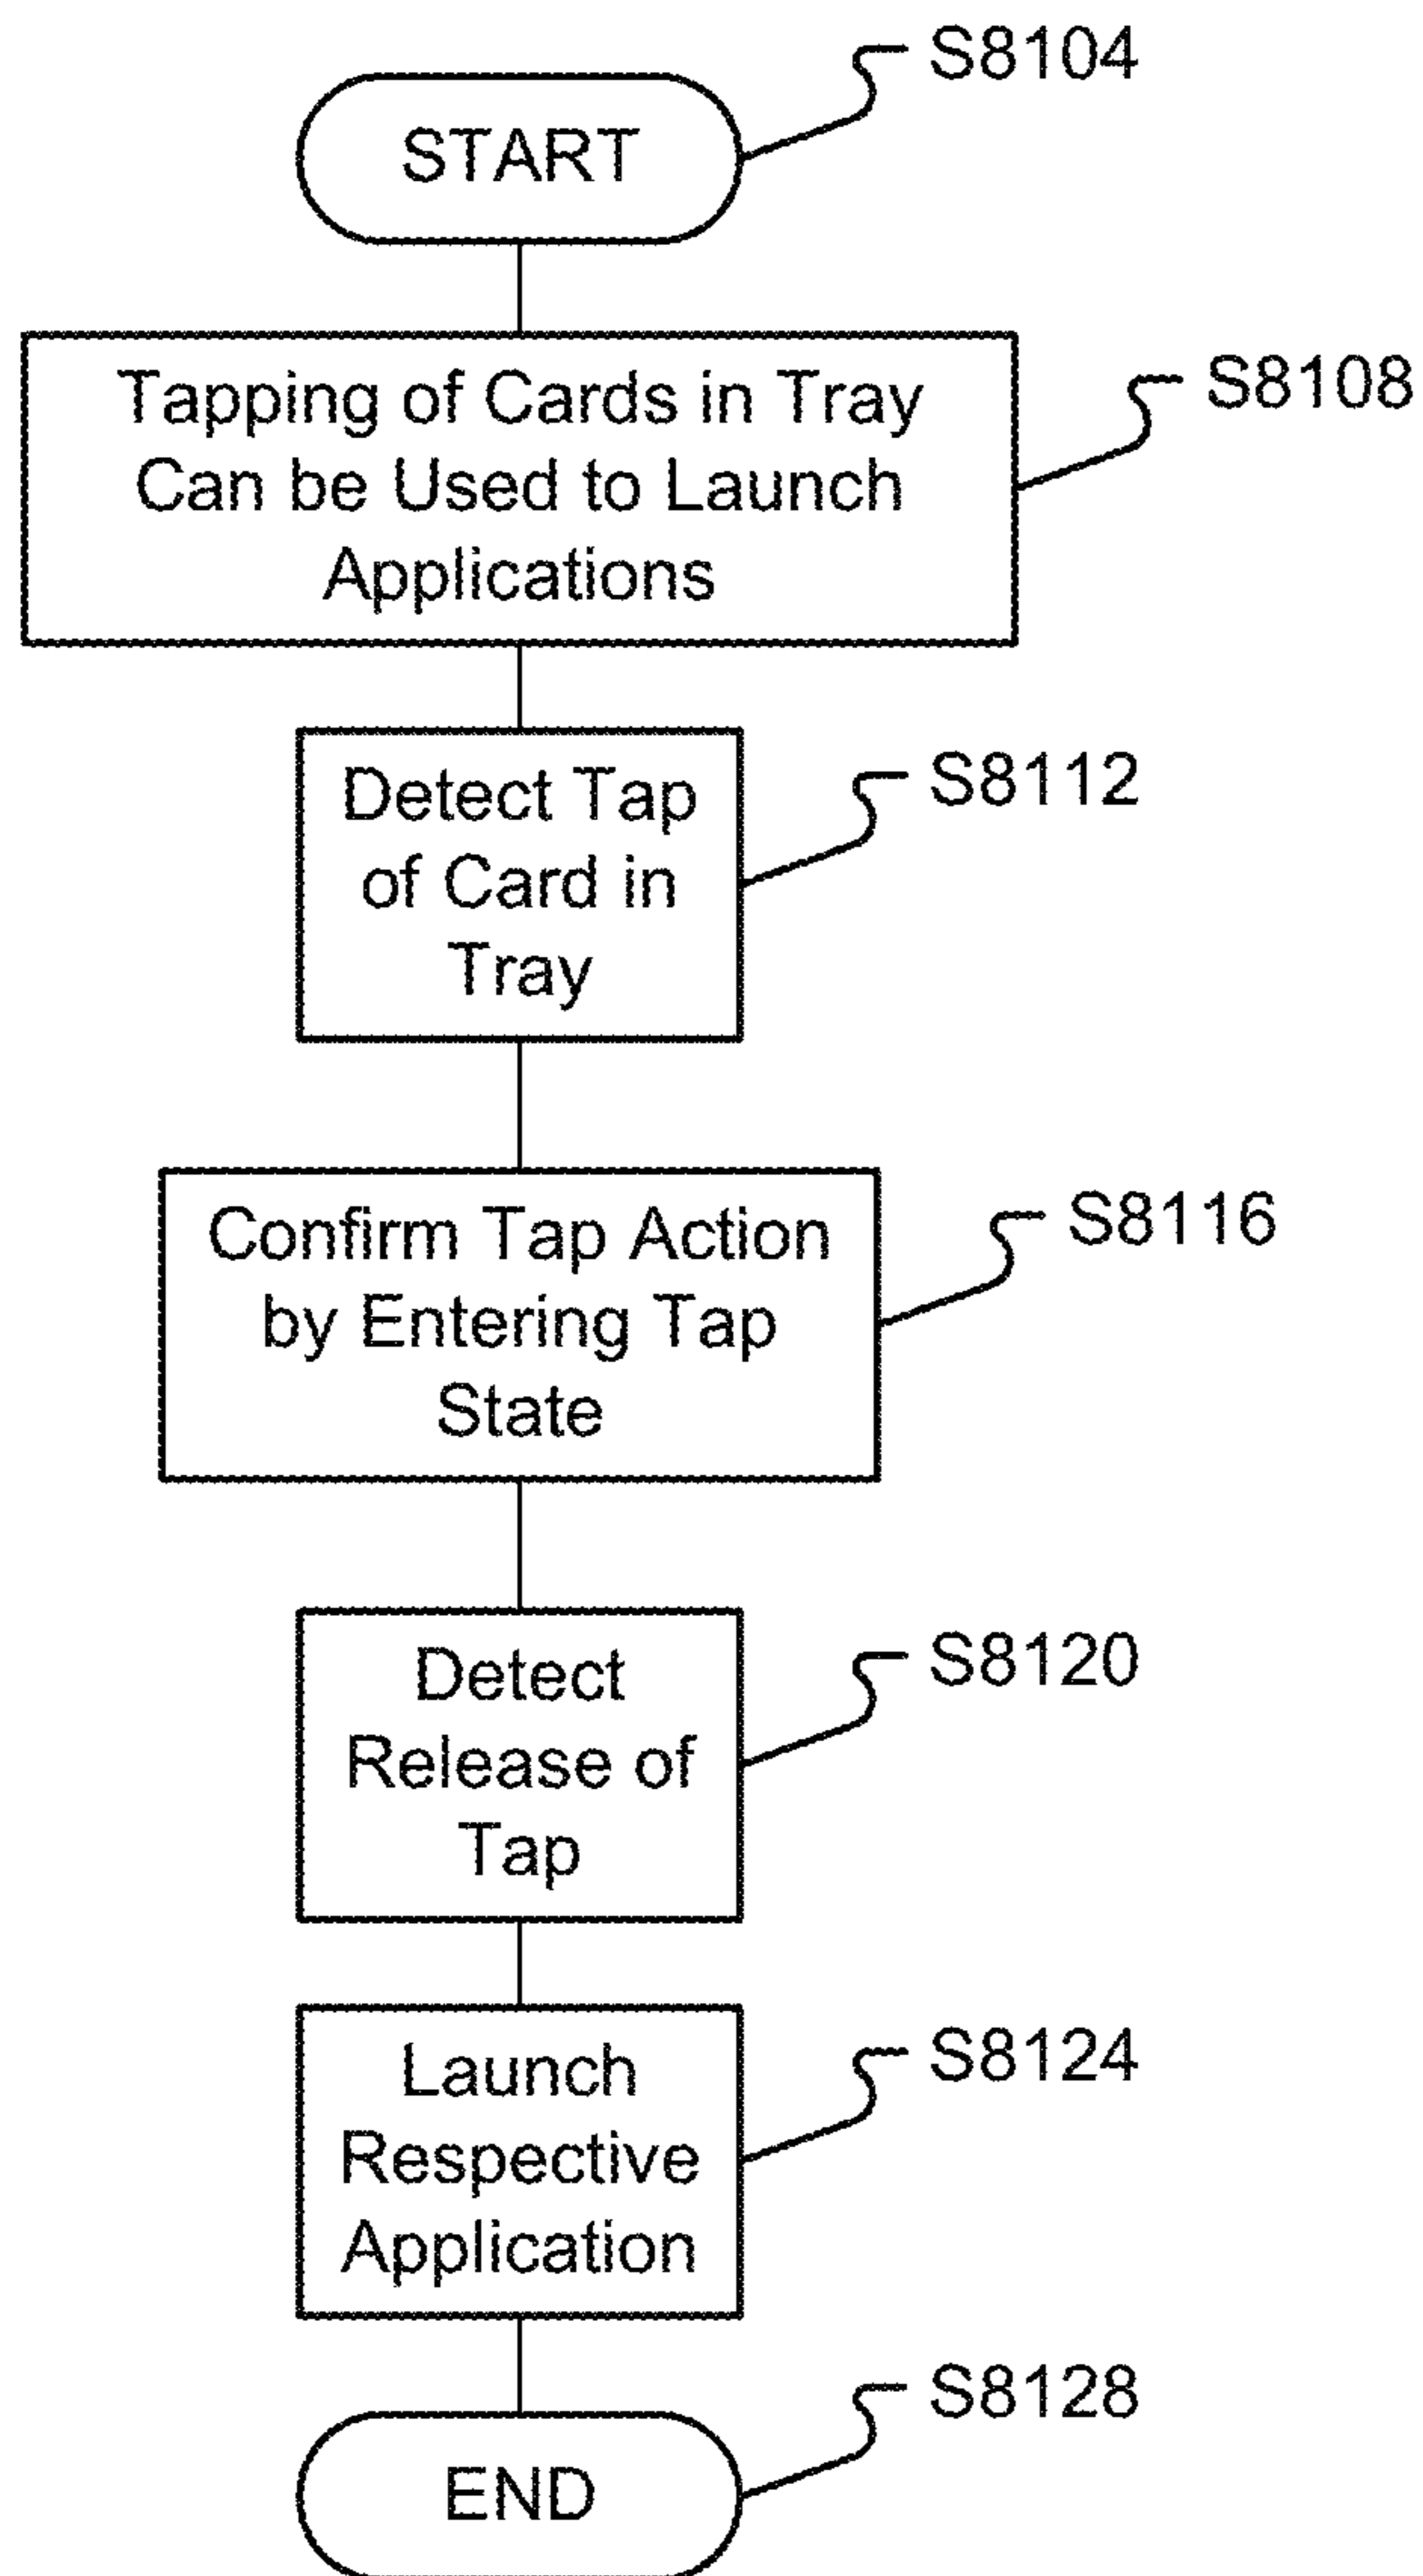 S8104
START
Tapping of Cards in Tray
Can be Used to Launch
Applications
S8108
Detect Tap
of Card in
Tray
S8112
Confirm Tap Action
by Entering Tap
State
S8116
Detect
Release of
Tap
S8120
Launch
Respective
Application
S8124
END
S8128